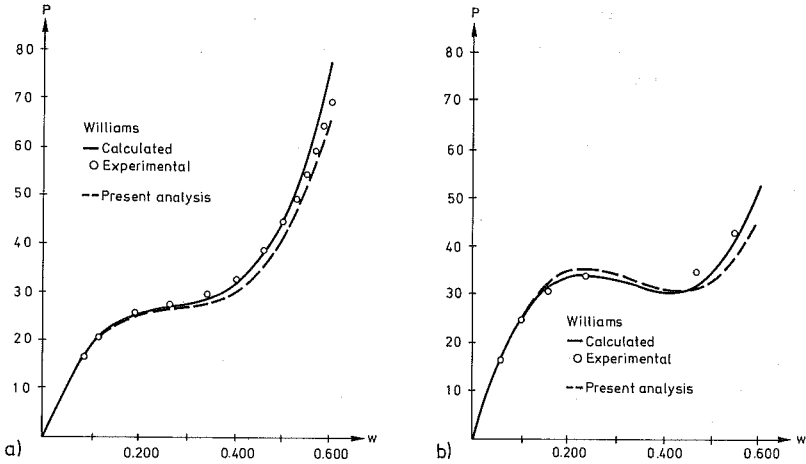 P
80
70
60
50
40
30
20
10
Williams
Calculated
Experimental
Present analysis
0.200
0.400
0.600
w
a)
P
80
70
60
50
40
30
20
10
Williams
Calculated
Experimental
Present analysis
0.200
0.400
0.600
w
b)